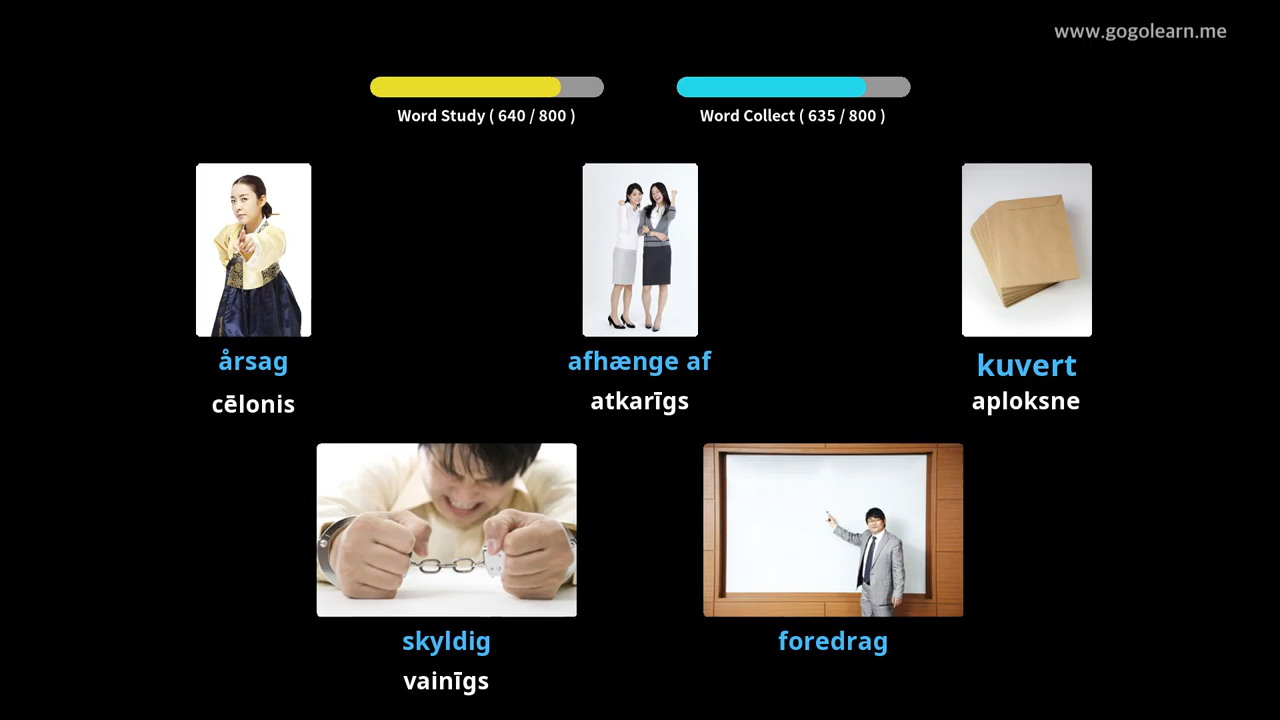 www.gogolearn.me
Word Study ( 640 / 800 )
Word Collect ( 635 / 800 )
årsag
afhænge af
kuvert
cēlonis
atkarīgs
aploksne
skyldig
foredrag
vainīgs